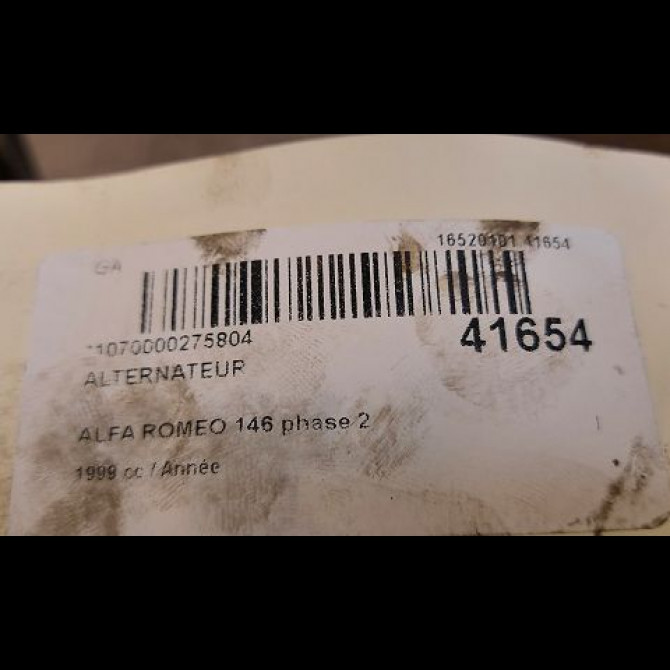 16520101 41654
GA
41654
*1070000275804
ALTERNATEUR
ALFA ROMEO 146 phase 2
1999 cc / Année